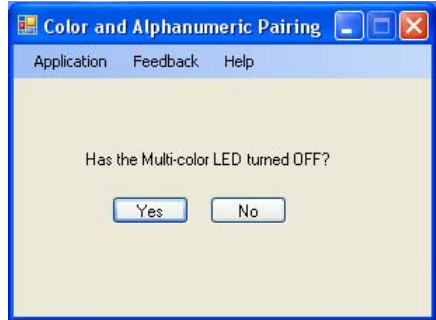 Color and Alphanumeric Pairing
Application Feedback Help
Has the Multi-color LED turned OFF?
Yes No